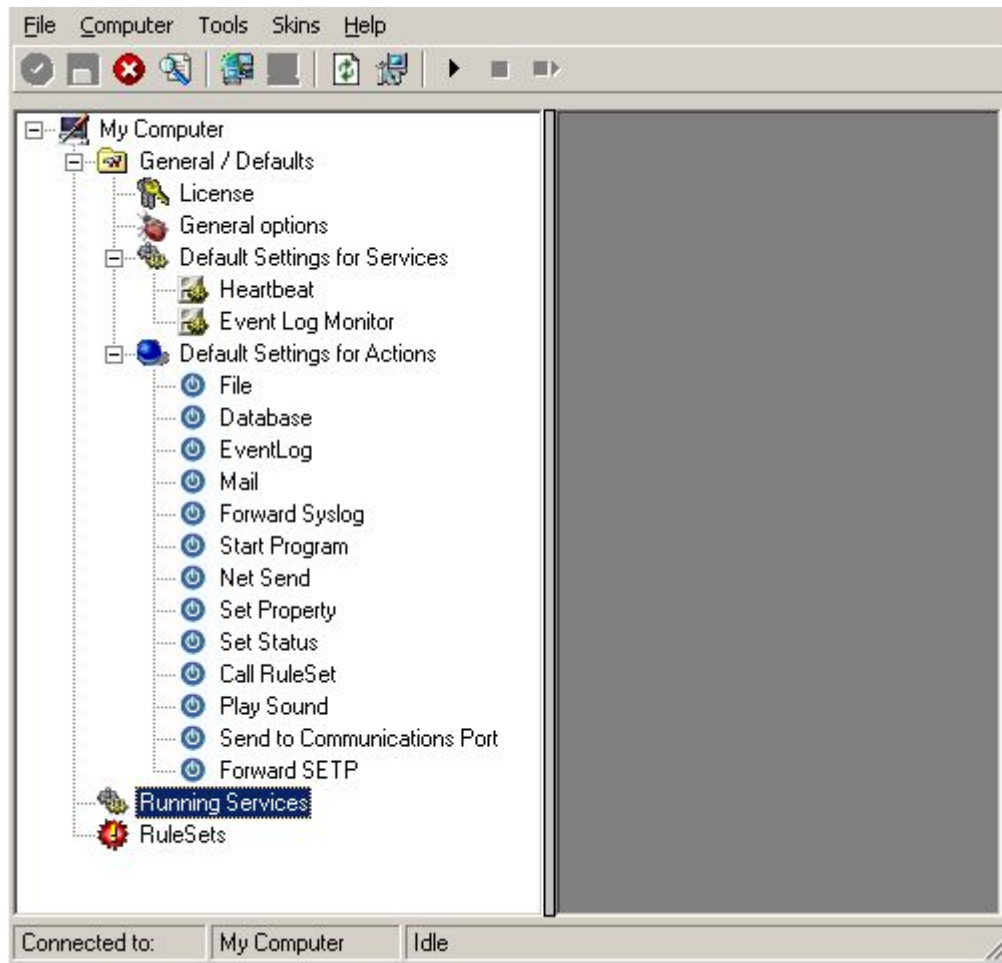 File Computer Tools Skins Help
My Computer
General / Defaults
License
General options
Default Settings for Services
Heartbeat
Event Log Monitor
Default Settings for Actions
File
Database
EventLog
Mail
Forward Syslog
Start Program
Net Send
Set Property
Set Status
Call RuleSet
Play Sound
Send to Communications Port
Forward SETP
Running Services
RuleSets
Connected to: My Computer Idle